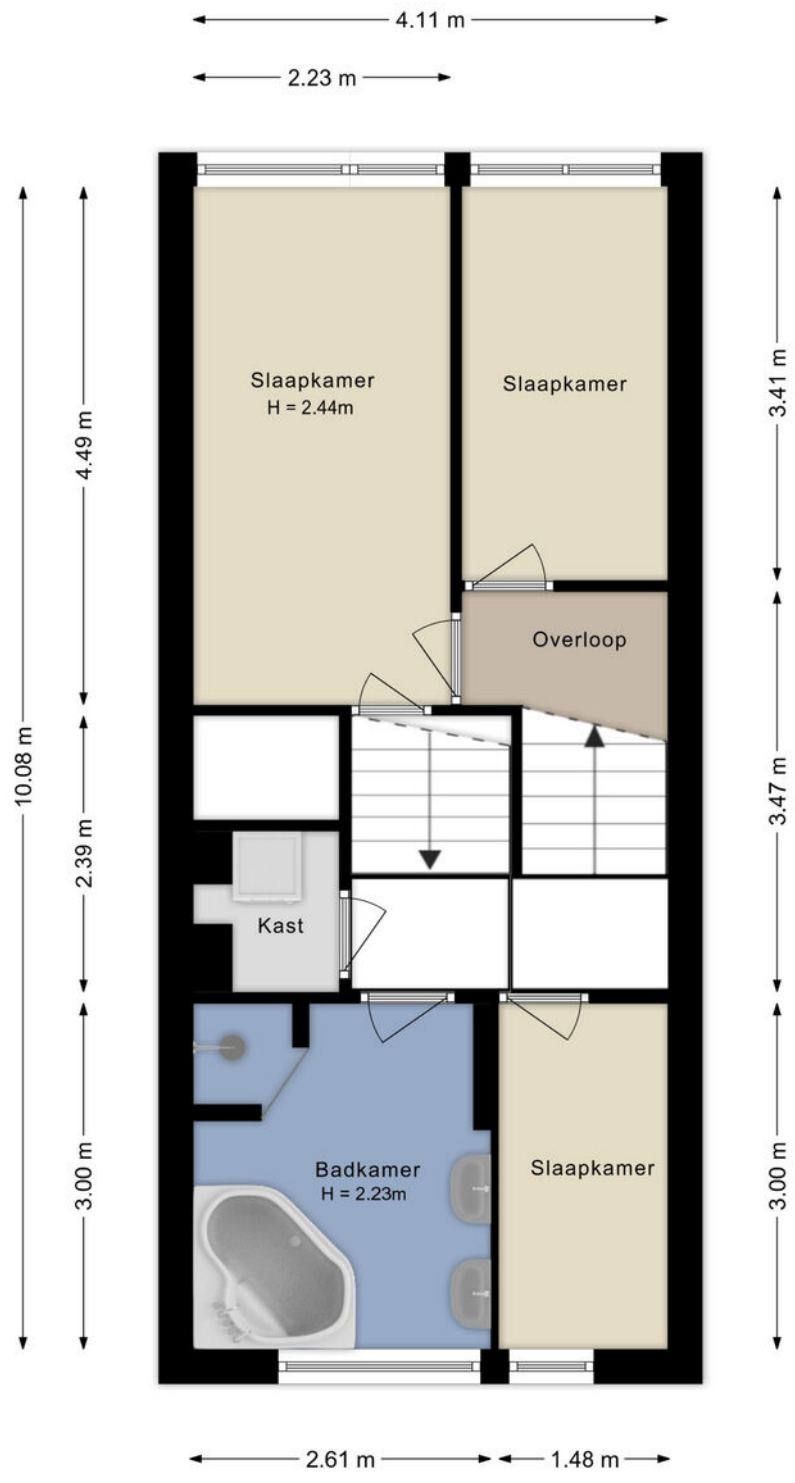 4.11 m
2.23 m
Slaapkamer
H = 2.44m
Slaapkamer
3.41 m
4.49 m
Overloop
10.08 m
3.47 m
2.39 m
Kast
Badkamer
H = 2.23m
Slaapkamer
3.00 m
3.00 m
2.61 m
1.48 m